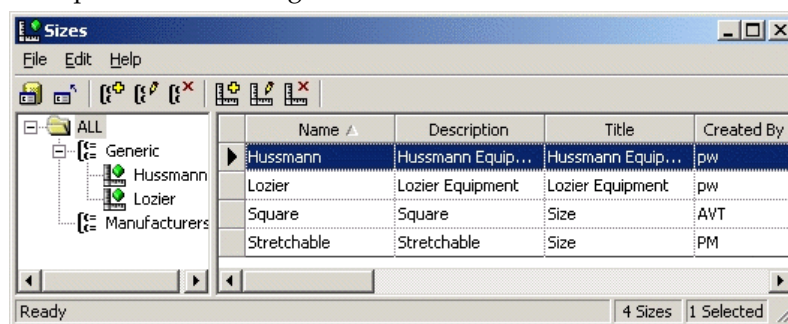 Sizes
File Edit Help
ALL
Generic
Hussmann
Lozier
Manufacturers
Name Description Title Created By
Hussmann Hussmann Equip... Hussmann Equip... pw
Lozier Lozier Equipment Lozier Equipment pw
Square Square Size AVT
Stretchable Stretchable Size PM
Ready 4 Sizes 1 Selected